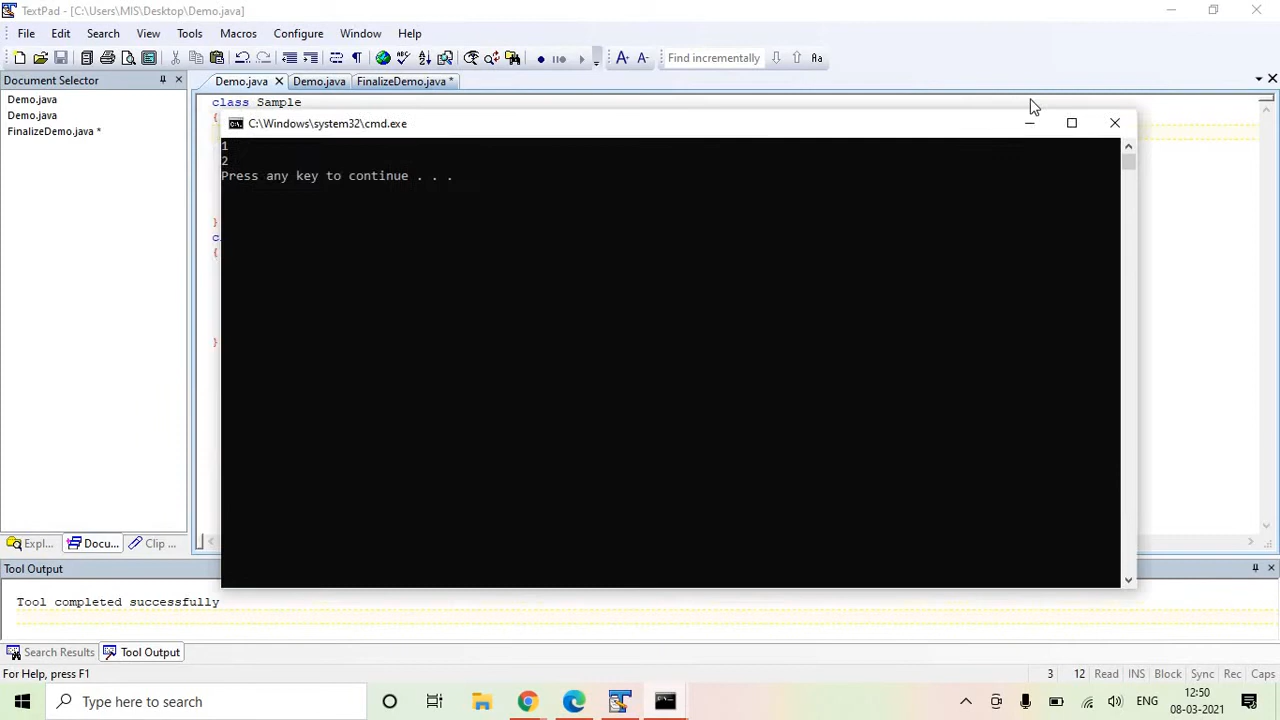 TextPad - [C:\Users\MIS\Desktop\Demo.java]
File Edit Search View Tools Macros Configure Window Help
Find incrementally Aa
Document Selector
Demo.java Demo.java FinalizeDemo.java *
Demo.java
Demo.java
FinalizeDemo.java *
class Sample
{
C:\Windows\system32\cmd.exe
1
2
Press any key to continue . . .
}
{
}
Expl... Docu... Clip ...
Tool Output
Tool completed successfully
Search Results Tool Output
For Help, press F1
3 12 Read INS Block Sync Rec Caps
Type here to search
ENG
12:50
08-03-2021